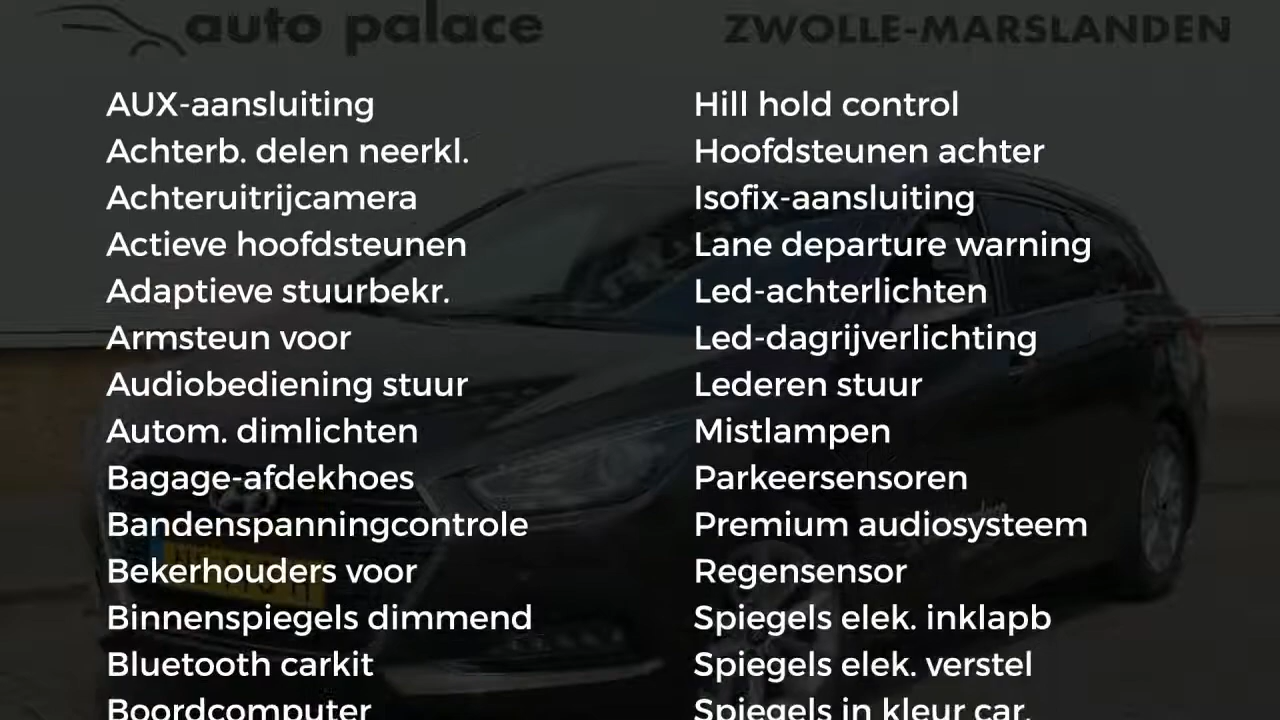 auto palace
ZWOLLE-MARSLANDEN
AUX-aansluiting
Achterb. delen neerkl.
Achteruitrijcamera
Actieve hoofdsteunen
Adaptieve stuurbekr.
Armsteun voor
Audiobediening stuur
Autom. dimlichten
Bagage-afdekhoes
Bandenspanningcontrole
Bekerhouders voor
Binnenspiegels dimmend
Bluetooth carkit
Boordcomputer
Hill hold control
Hoofdsteunen achter
Isofix-aansluiting
Lane departure warning
Led-achterlichten
Led-dagrijverlichting
Lederen stuur
Mistlampen
Parkeersensoren
Premium audiosysteem
Regensensor
Spiegels elek. inklapb
Spiegels elek. verstel
Spiegels in kleur car.